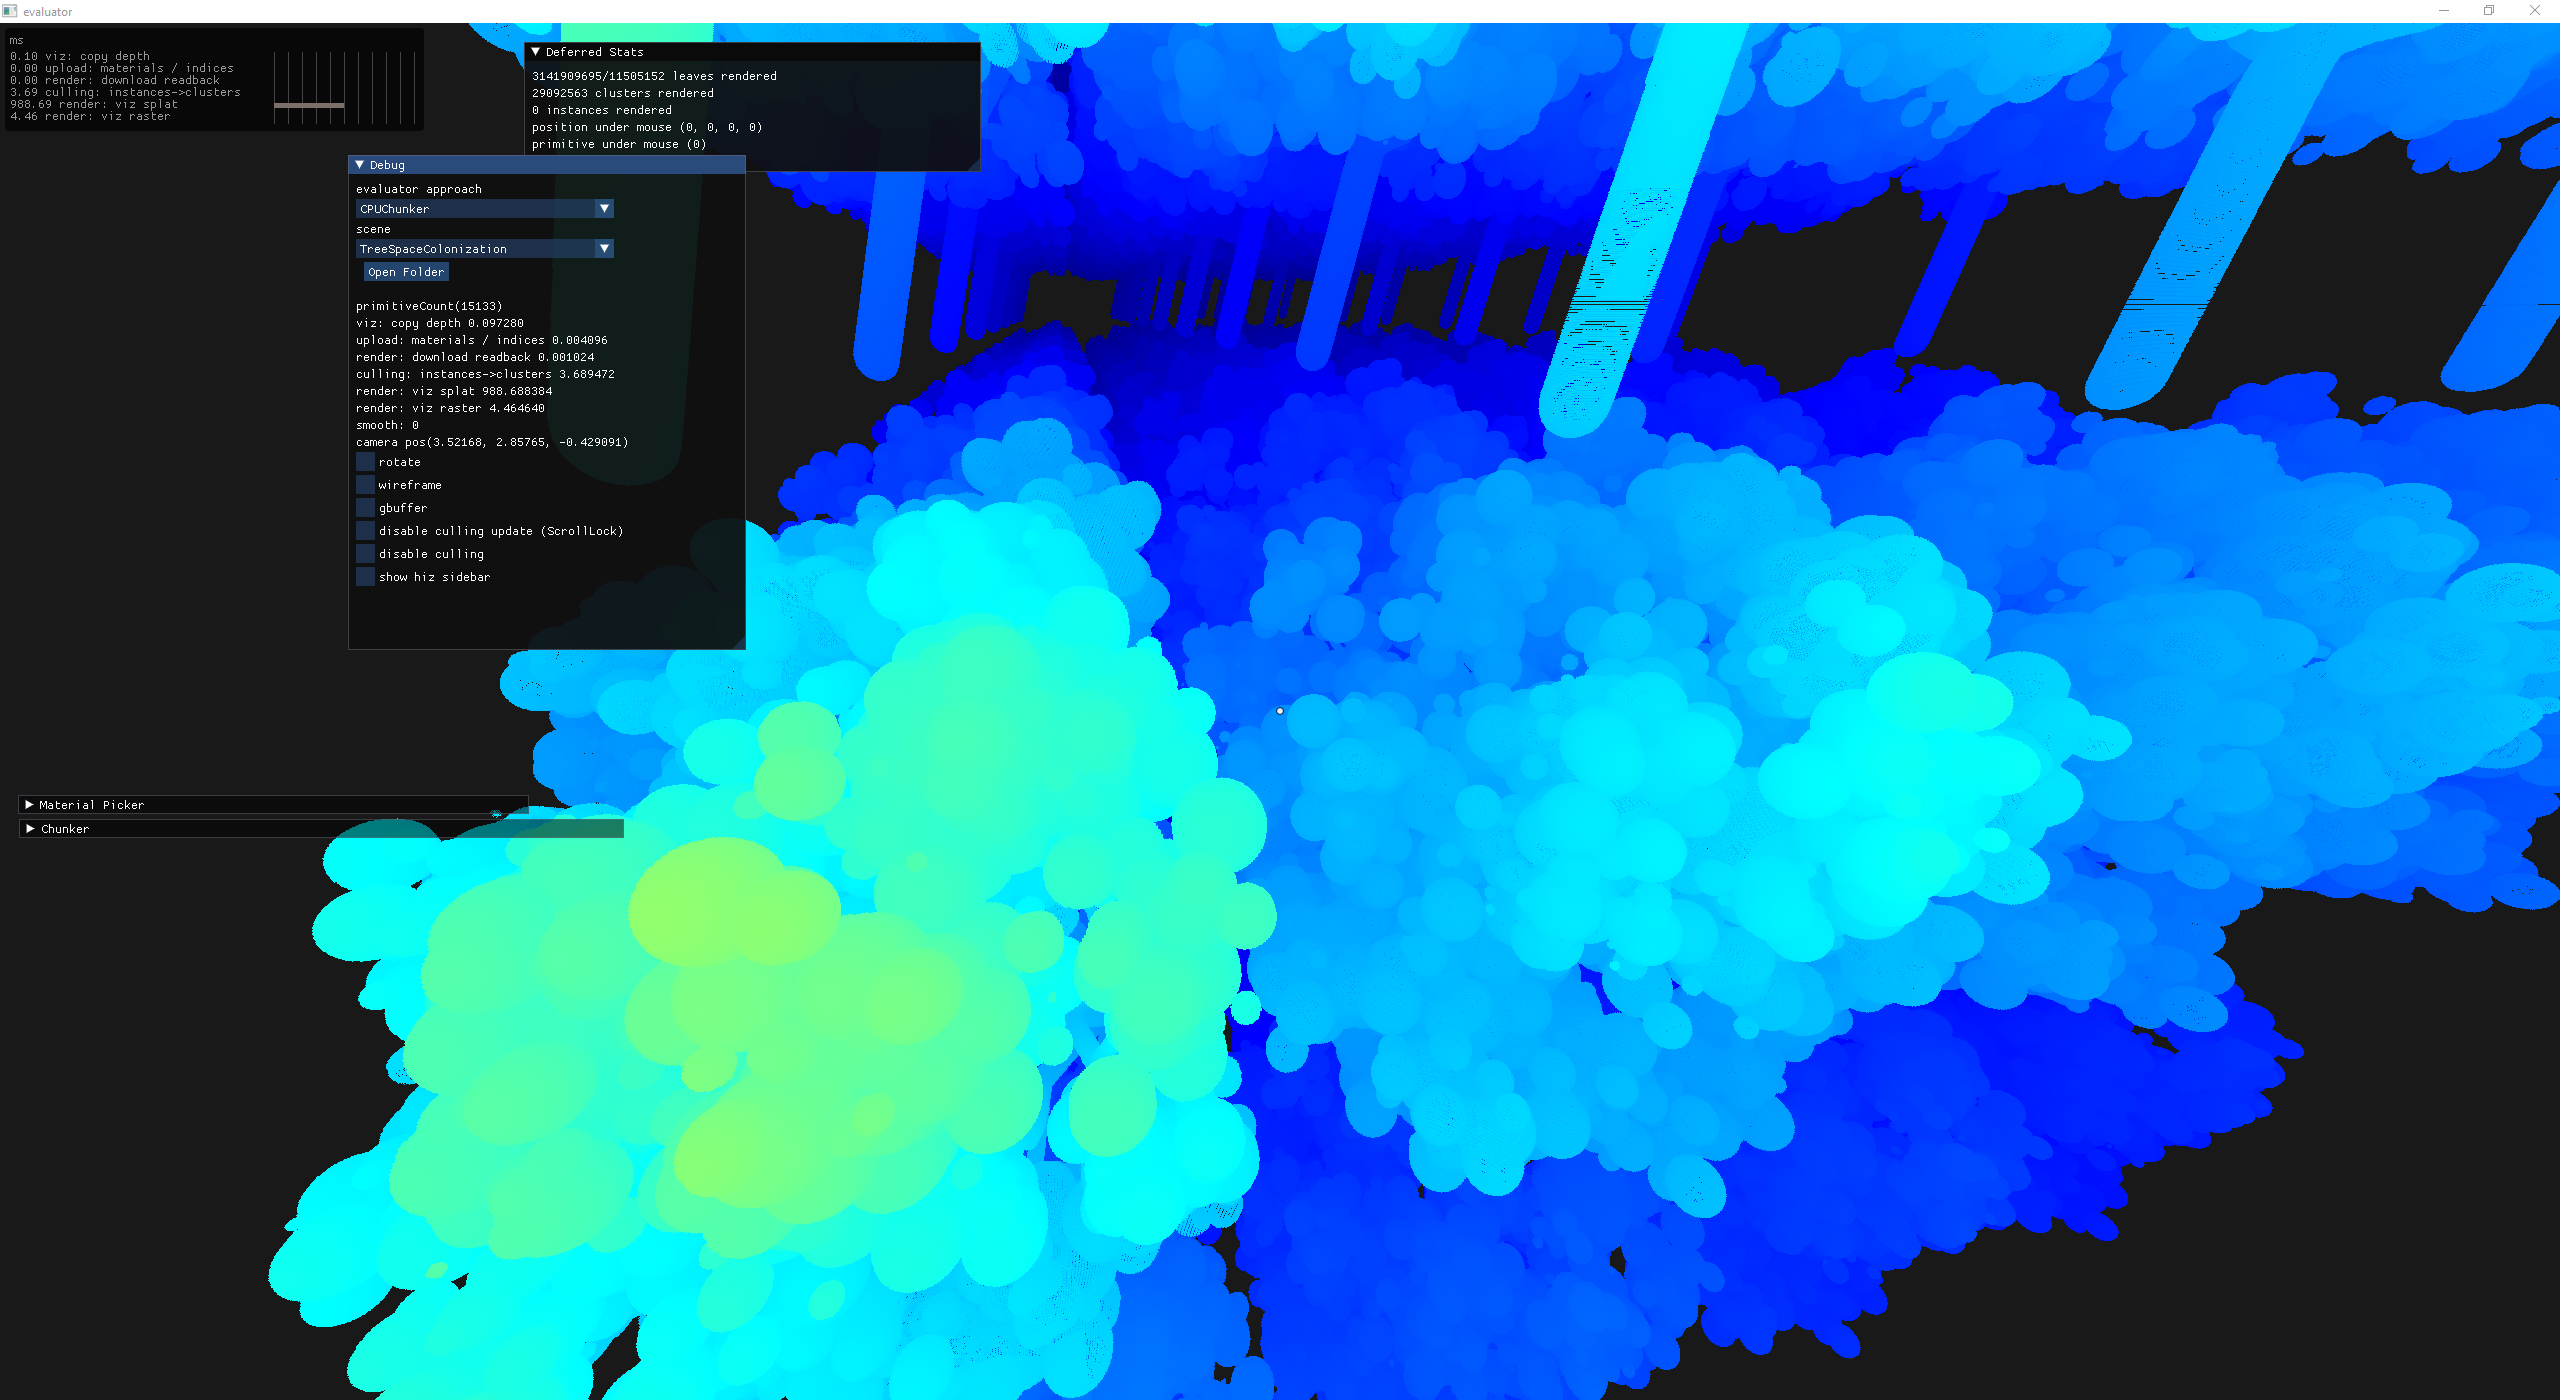 evaluator
ms
0.10 viz: copy depth
0.00 upload: materials / indices
0.00 render: download readback
3.69 culling: instances->clusters
988.69 render: viz splat
4.46 render: viz raster
Deferred Stats
3141909695/11505152 leaves rendered
29092563 clusters rendered
0 instances rendered
position under mouse (0, 0, 0, 0)
primitive under mouse (0)
Debug
evaluator approach
CPUChunker
scene
TreeSpaceColonization
Open Folder
primitiveCount(15133)
viz: copy depth 0.097280
upload: materials / indices 0.004096
render: download readback 0.001024
culling: instances->clusters 3.689472
render: viz splat 988.688384
render: viz raster 4.464640
smooth: 0
camera pos(3.52168, 2.85765, -0.429091)
rotate
wireframe
gbuffer
disable culling update (ScrollLock)
disable culling
show hiz sidebar
Material Picker
Chunker